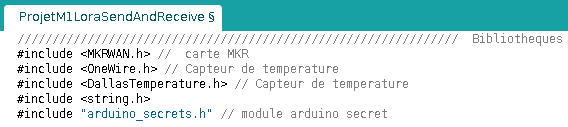 ProjetM1LoraSendAndReceive §
/////////////////////////////////////////////////////////////// Bibliotheques
#include <MKRWAN.h> // carte MKR
#include <OneWire.h> // Capteur de temperature
#include <DallasTemperature.h> // Capteur de temperature
#include <string.h>
#include "arduino_secrets.h" // module arduino secret